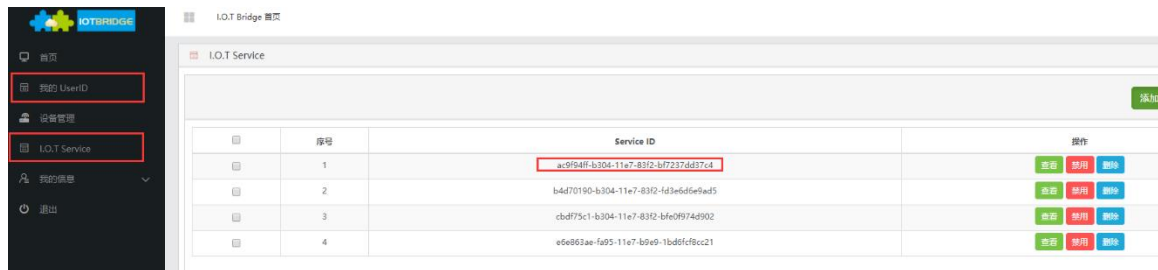 IOTBRIDGE
I.O.T Bridge 首页
首页
我的 UserID
设备管理
I.O.T Service
我的信息
退出
I.O.T Service
添加
序号 Service ID 操作
1 ac9f94ff-b304-11e7-83f2-bf7237dd37c4 查看 禁用 删除
2 b4d70190-b304-11e7-83f2-fd3e6d6e9ad5 查看 禁用 删除
3 cbdf75c1-b304-11e7-83f2-bfe0f974d902 查看 禁用 删除
4 e6e863ae-fa95-11e7-b9e9-1bd6fcf8cc21 查看 禁用 删除